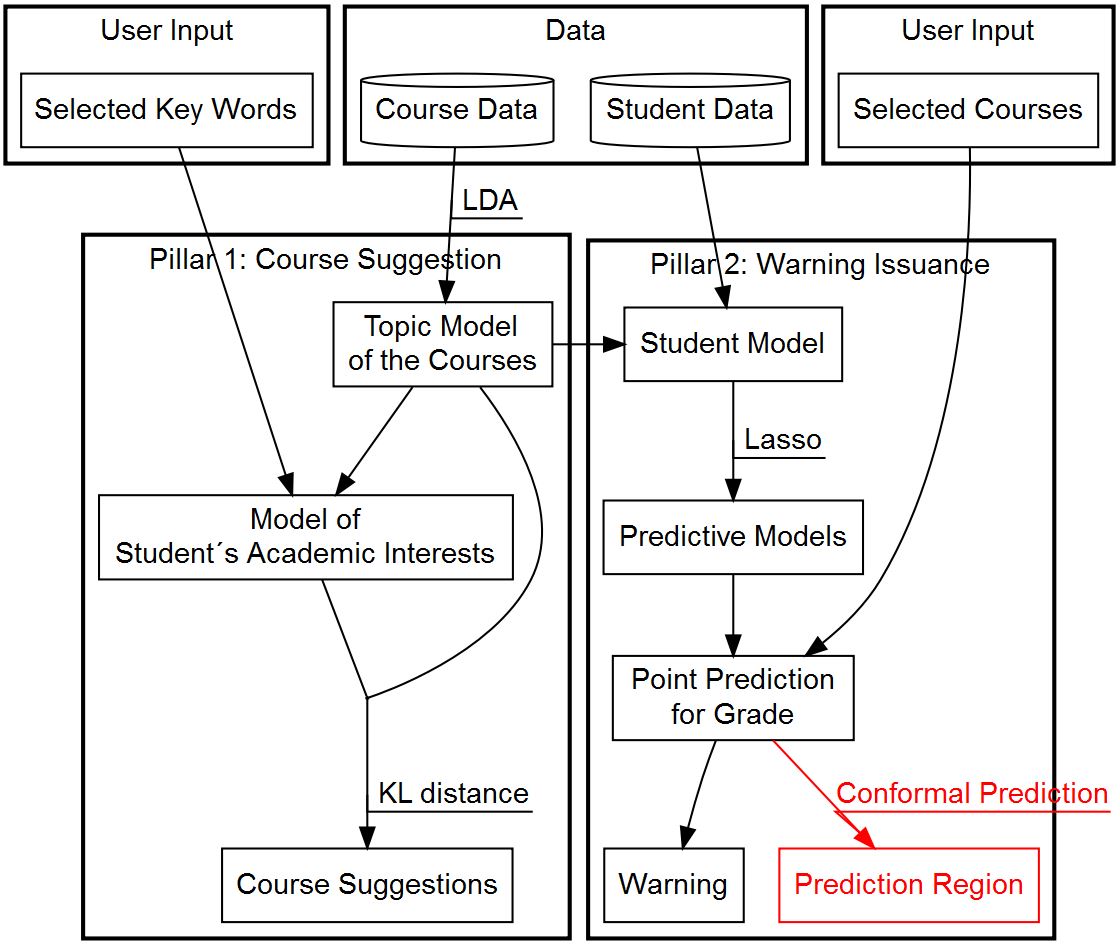 User Input
Data
User Input
Selected Key Words
Course Data
Student Data
Selected Courses
LDA
Pillar 1: Course Suggestion
Pillar 2: Warning Issuance
Topic Model
of the Courses
Student Model
Lasso
Model of
Student´s Academic Interests
Predictive Models
Point Prediction
for Grade
KL distance
Conformal Prediction
Course Suggestions
Warning
Prediction Region